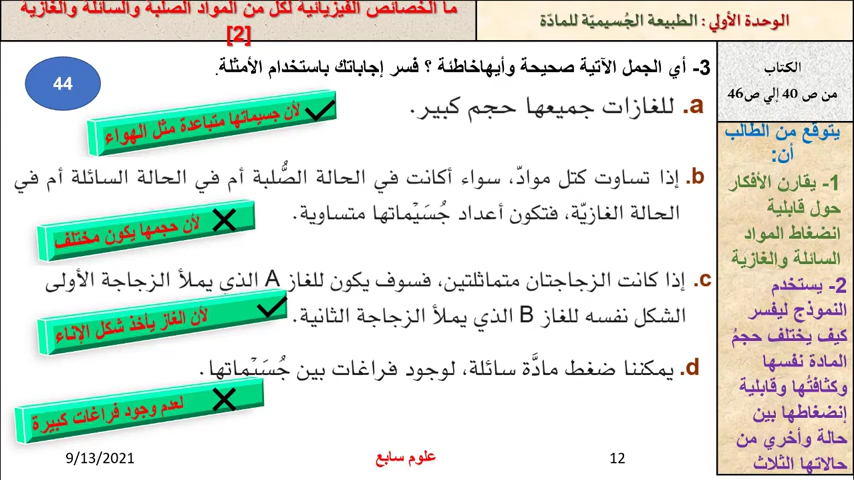 الوحدة الأولي : الطبيعة الجُسيميّة للمادّة
ما الخصائص الفيزيائية لكل من المواد الصلبة والسائلة والغازية
[2]
الكتاب
من ص 40 إلي ص46
يتوقع من الطالب
أن:
1- يقارن الأفكار
حول قابلية
انضغاط المواد
السائلة والغازية
2- يستخدم
النموذج ليفسر
كيف يختلف حجمُ
المادة نفسها
وكثافتُها وقابلية
إنضغاطها بين
حالة وأخري من
حالاتها الثلاث
3- أي الجمل الآتية صحيحة وأيهاخاطئة ؟ فسر إجاباتك باستخدام الأمثلة.
44
a. للغازات جميعها حجم كبير.
لأن جسيماتها متباعدة مثل الهواء
b. إذا تساوت كتل موادّ، سواء أكانت في الحالة الصُّلبة أم في الحالة السائلة أم في
الحالة الغازيّة، فتكون أعداد جُسَيْماتها متساوية.
لأن حجمها يكون مختلف
c. إذا كانت الزجاجتان متماثلتين، فسوف يكون للغاز A الذي يملأ الزجاجة الأولى
الشكل نفسه للغاز B الذي يملأ الزجاجة الثانية.
لأن الغاز يأخذ شكل الإناء
d. يمكننا ضغط مادَّة سائلة، لوجود فراغات بين جُسَيْماتها.
لعدم وجود فراغات كبيرة
9/13/2021
علوم سابع
12